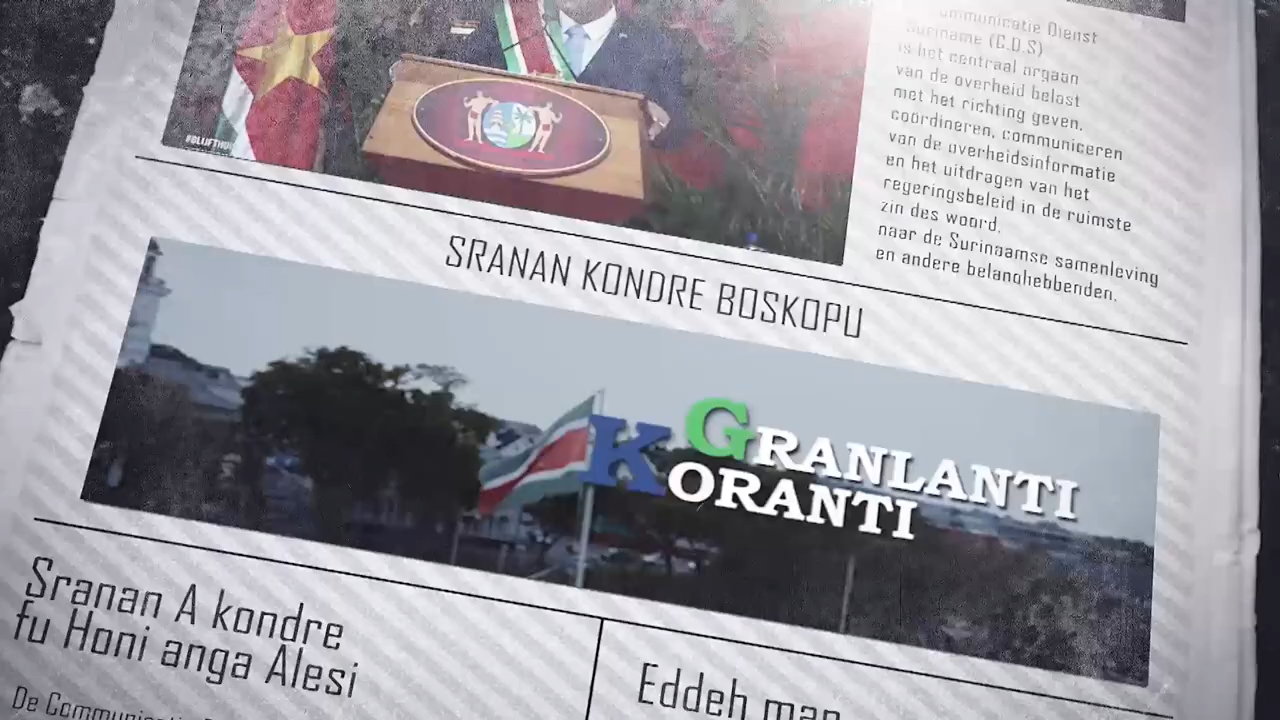 Communicatie Dienst
Suriname (C.D.S)
is het centraal orgaan
van de overheid belast
met het richting geven,
coördineren, communiceren
van de overheidsinformatie
en het uitdragen van het
regeringsbeleid in de ruimste
zin des woord,
naar de Surinaamse samenleving
en andere belanghebbenden.
SRANAN KONDRE BOSKOPU
GRANLANTI
KORANTI
Sranan A kondre
fu Honi anga Alesi
De
Eddeh man